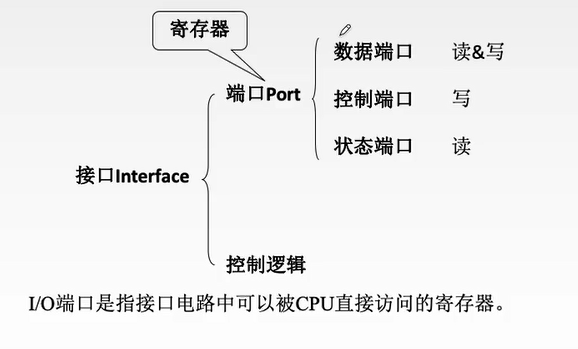 寄存器
数据端口 读&写
端口Port
控制端口 写
状态端口 读
接口Interface
控制逻辑
I/O端口是指接口电路中可以被CPU直接访问的寄存器。